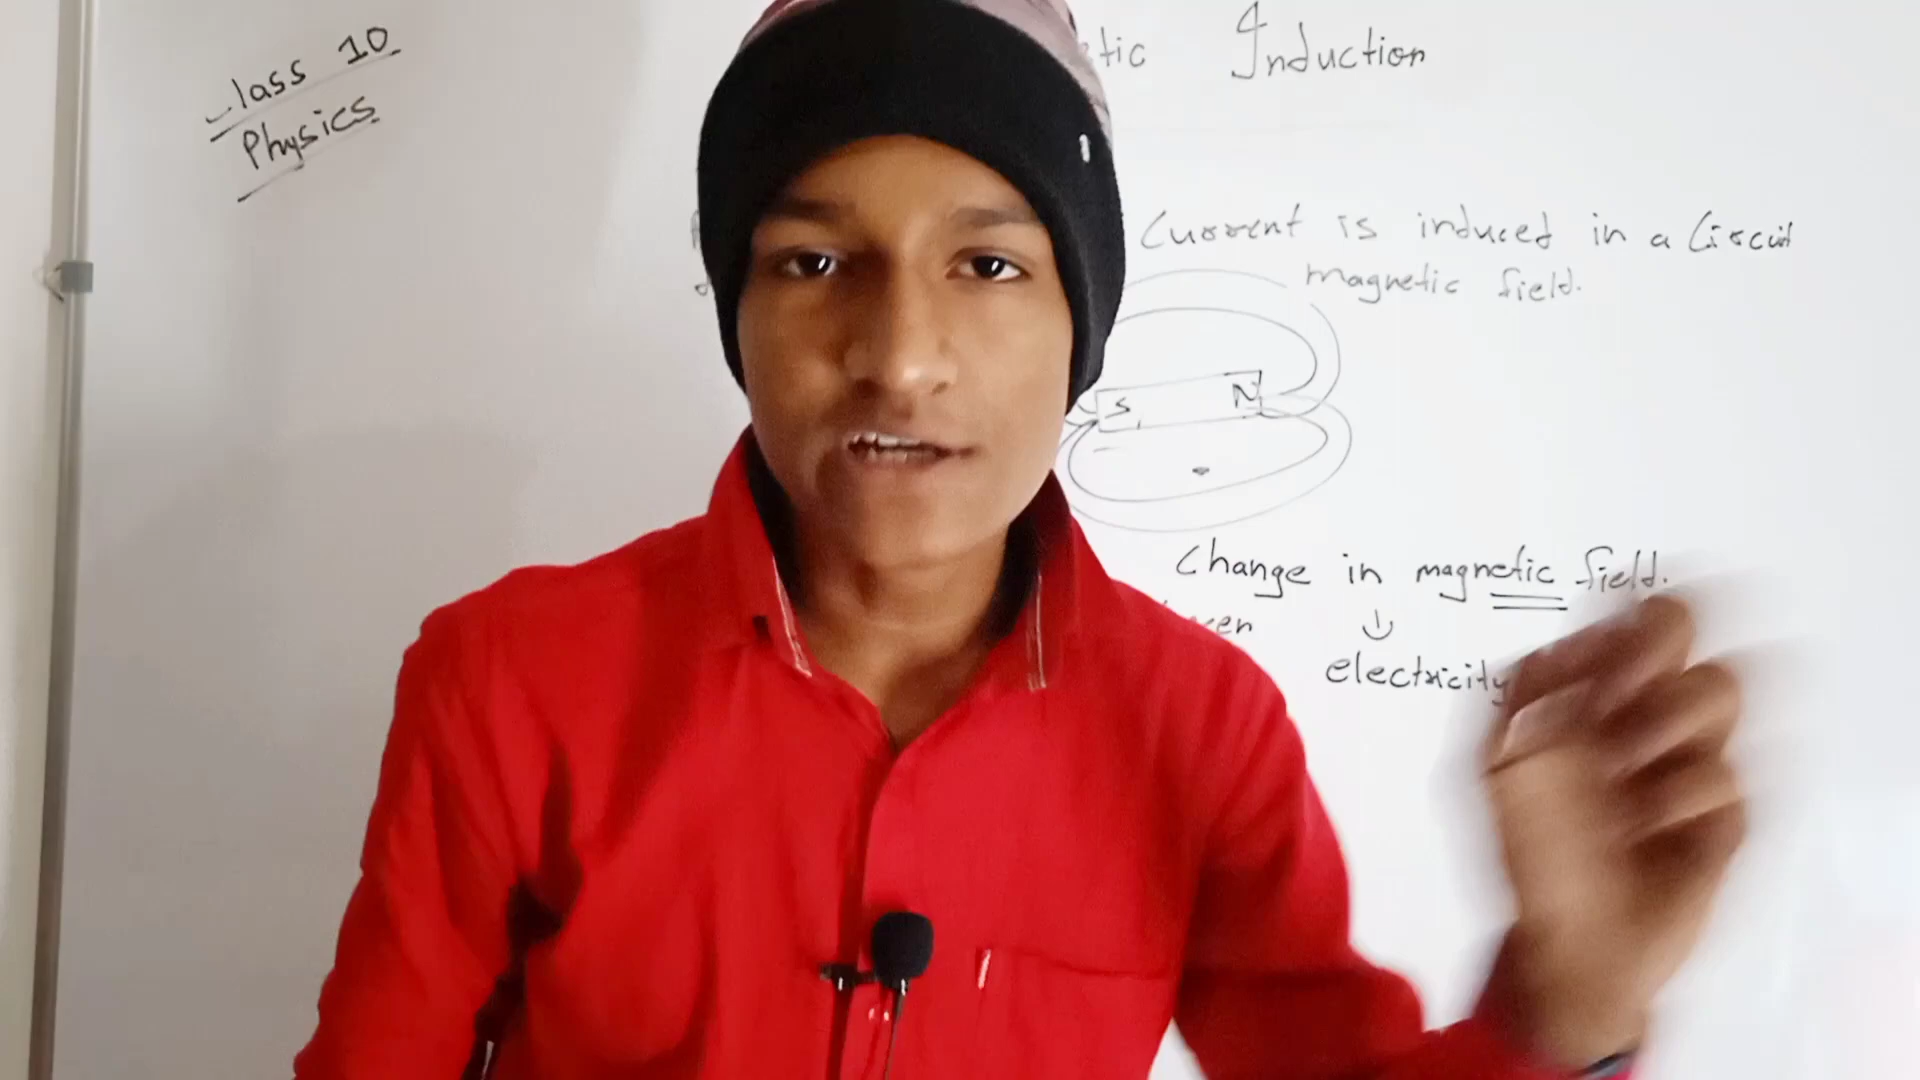 Class 10
Physics
tic Induction
Current is induced in a Circuit
magnetic field.
S N
Change in magnetic field.
electricity